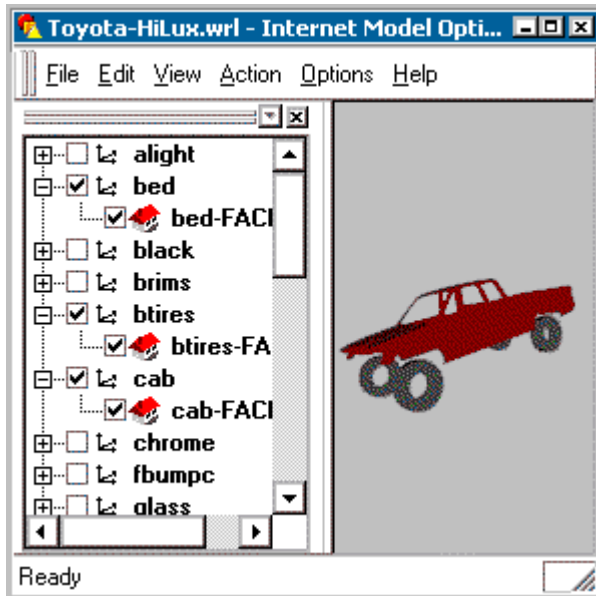 Toyota-HiLux.wrl - Internet Model Opti...
File Edit View Action Options Help
alight
bed
bed-FACI
black
brims
btires
btires-FA
cab
cab-FACI
chrome
fbumpc
glass
Ready